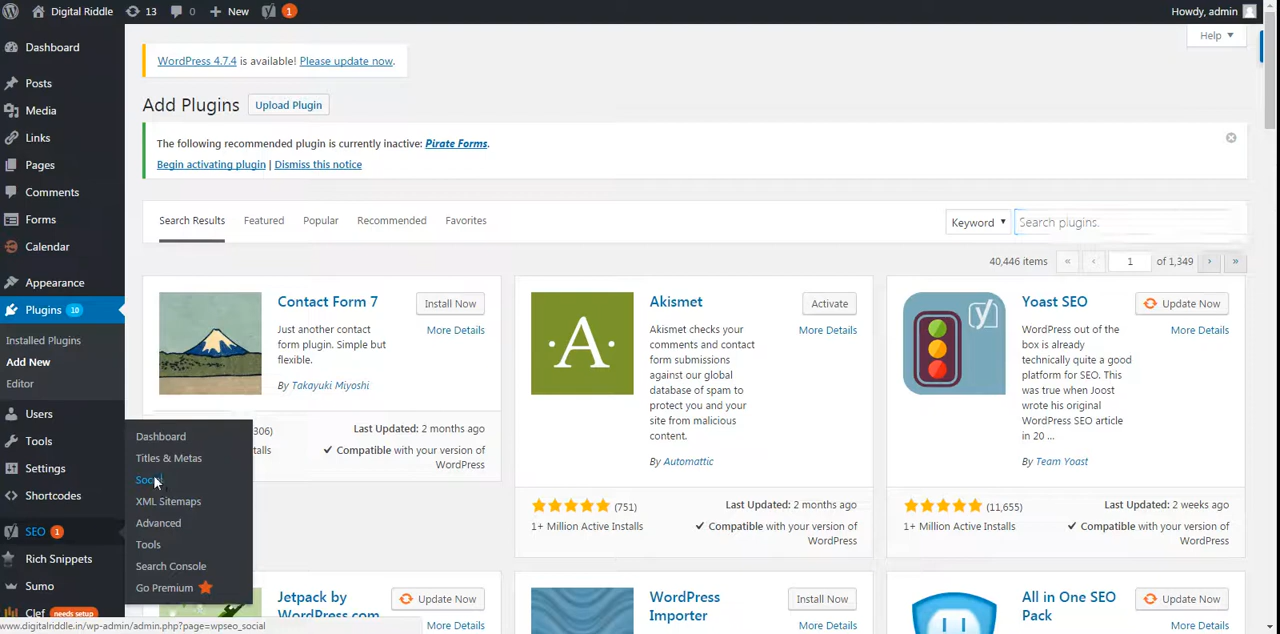 Digital Riddle 13 0 + New 1 Howdy, admin
Dashboard
Posts
Media
Links
Pages
Comments
Forms
Calendar
Appearance
Plugins 10
Installed Plugins
Add New
Editor
Users
Tools
Settings
Shortcodes
SEO 1
Rich Snippets
Sumo
Clef needs setup
Dashboard
Titles & Metas
XML Sitemaps
Advanced
Tools
Search Console
Go Premium
Help ▼
WordPress 4.7.4 is available! Please update now.
Add Plugins Upload Plugin
The following recommended plugin is currently inactive: Pirate Forms.
Begin activating plugin | Dismiss this notice
Search Results Featured Popular Recommended Favorites Keyword ▼ Search plugins.
40,446 items « ‹ 1 of 1,349 › »
Contact Form 7 Install Now
More Details
Just another contact
form plugin. Simple but
flexible.
By Takayuki Miyoshi
306) Last Updated: 2 months ago
✓ Compatible with your version of
WordPress
Akismet Activate
More Details
Akismet checks your
comments and contact
form submissions
against our global
database of spam to
protect you and your
site from malicious
content.
By Automattic
(751) Last Updated: 2 months ago
1+ Million Active Installs ✓ Compatible with your version of
WordPress
Yoast SEO Update Now
More Details
WordPress out of the
box is already
technically quite a good
platform for SEO. This
was true when Joost
wrote his original
WordPress SEO article
in 20 ...
By Team Yoast
(11,655) Last Updated: 2 weeks ago
1+ Million Active Installs ✓ Compatible with your version of
WordPress
Jetpack by
WordPress.com
Update Now
More Details
WordPress
Importer
Install Now
More Details
All in One SEO
Pack
Update Now
More Details
www.digitalriddle.in/wp-admin/admin.php?page=wpseo_social